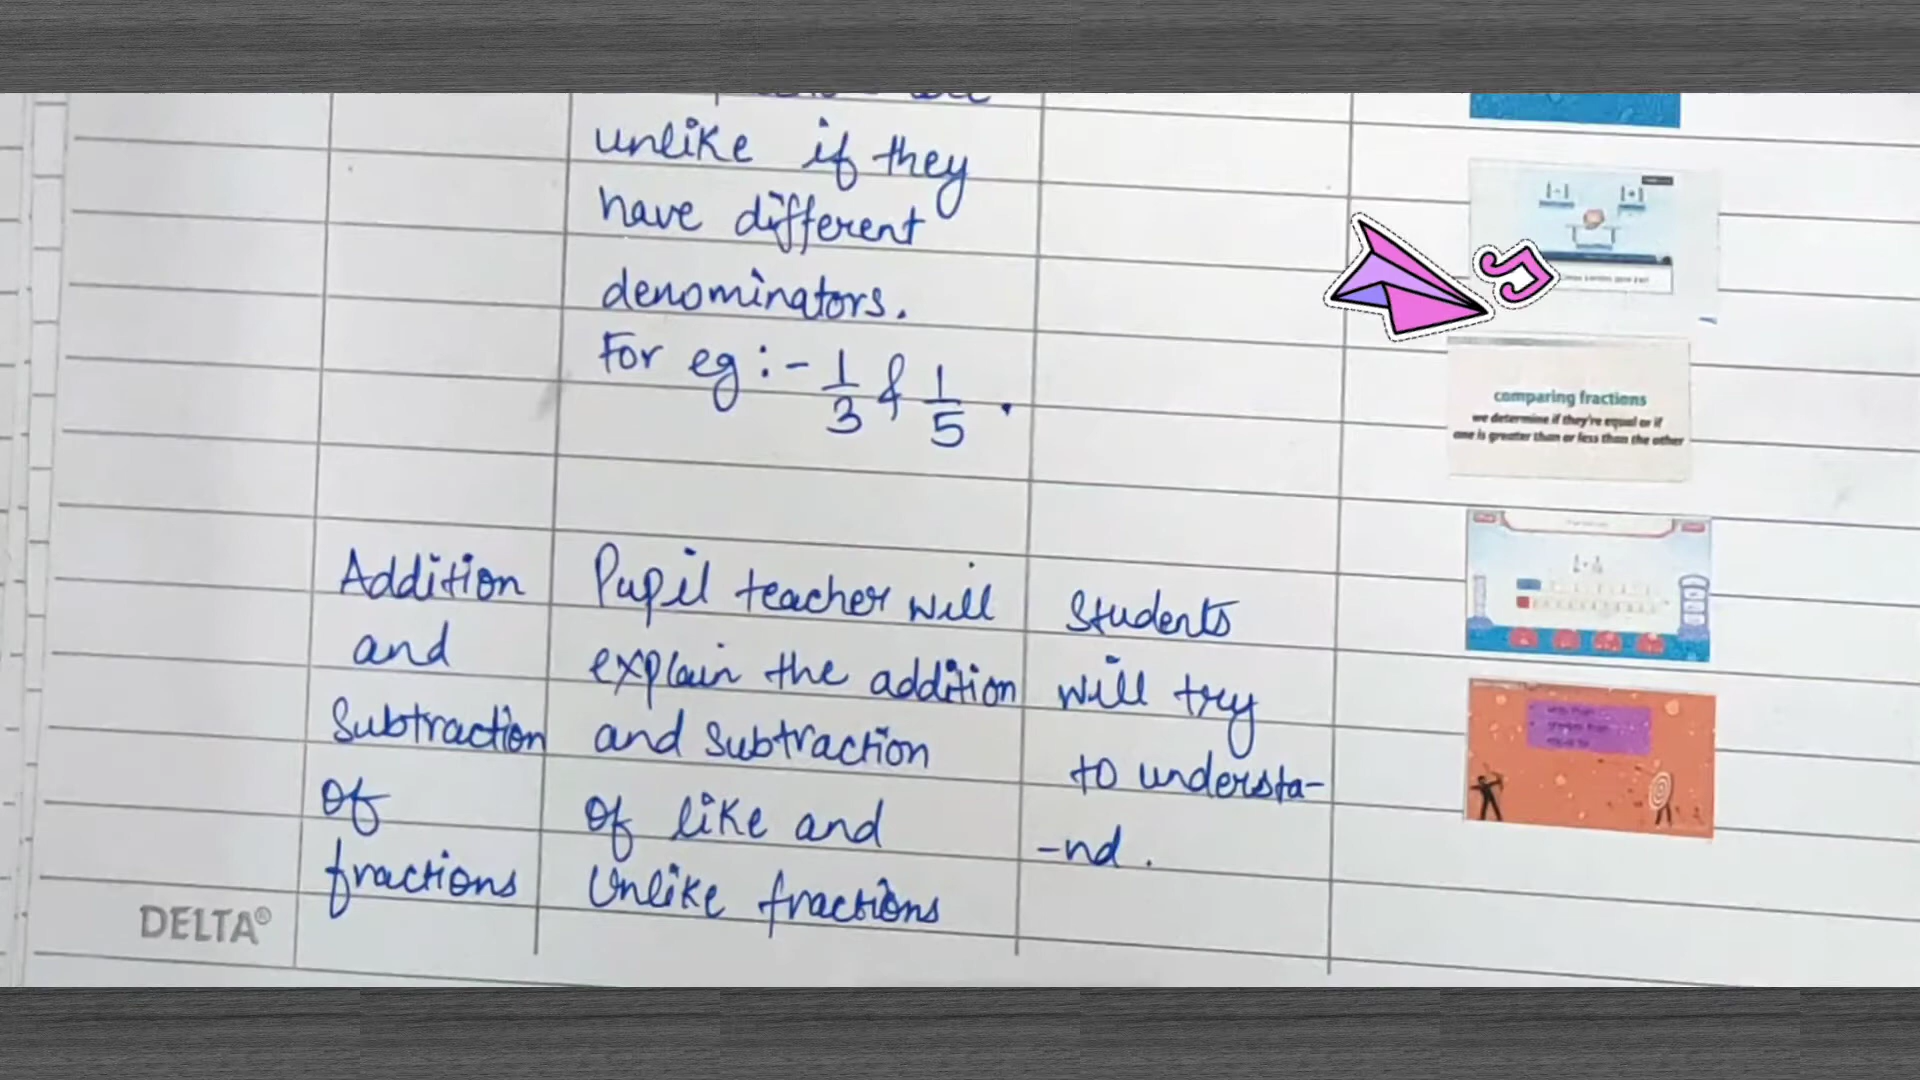 unlike if they
have different
denominators.
For eg :- 1/3 & 1/5 .
Addition
and
Subtraction
of
fractions
Pupil teacher will
explain the addition
and subtraction
of like and
Unlike fractions
Students
will try
to understa-
-nd .
comparing fractions
we determine if they're equal or if
one is greater than or less than the other
DELTA®